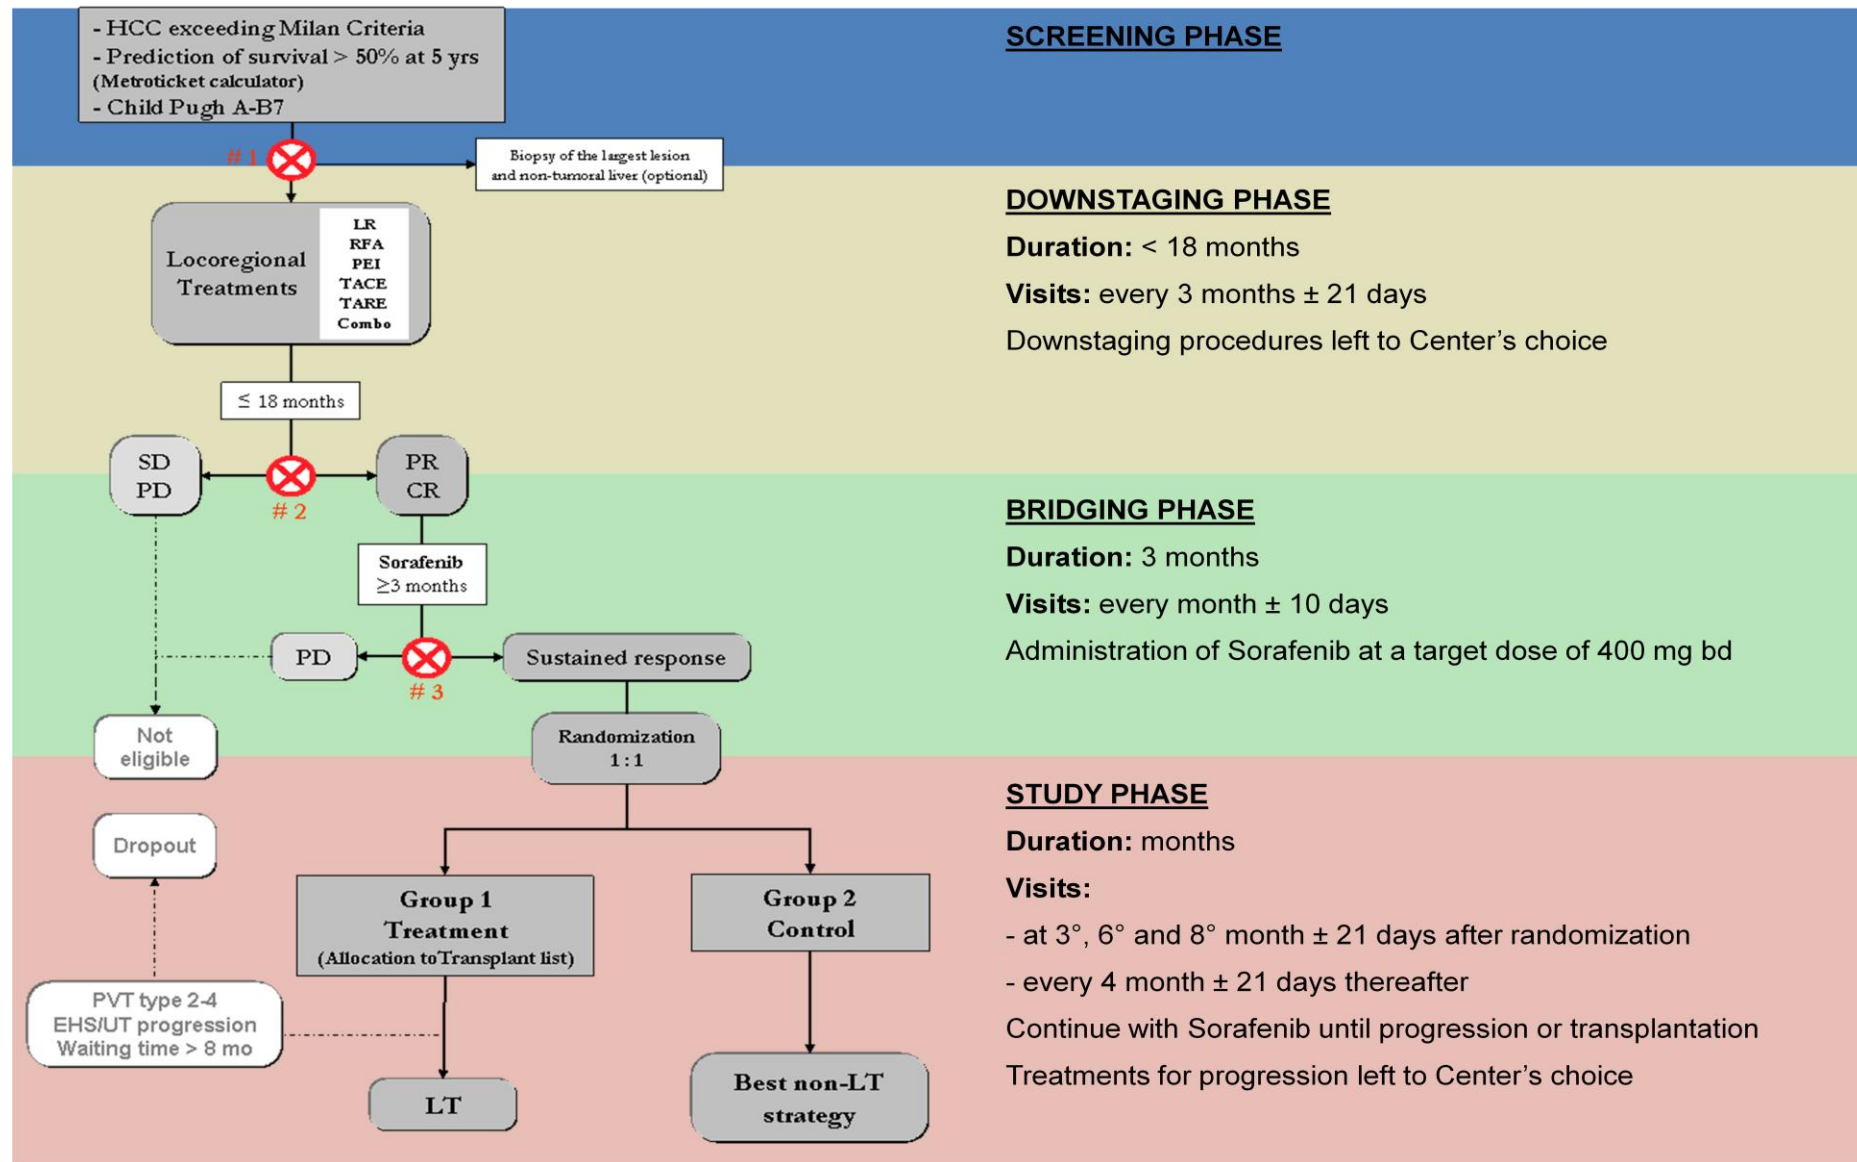 - HCC exceeding Milan Criteria
- Prediction of survival > 50% at 5 yrs
(Metroticket calculator)
- Child Pugh A-B7
SCREENING PHASE
# 1
Biopsy of the largest lesion
and non-tumoral liver (optional)
Locoregional
Treatments
LR
RFA
PEI
TACE
TARE
Combo
DOWNSTAGING PHASE
Duration: < 18 months
Visits: every 3 months ± 21 days
Downstaging procedures left to Center’s choice
≤ 18 months
SD
PD
# 2
PR
CR
BRIDGING PHASE
Duration: 3 months
Visits: every month ± 10 days
Administration of Sorafenib at a target dose of 400 mg bd
Sorafenib
≥3 months
PD
# 3
Sustained response
Not
eligible
Randomization
1 : 1
STUDY PHASE
Duration: months
Visits:
- at 3°, 6° and 8° month ± 21 days after randomization
- every 4 month ± 21 days thereafter
Continue with Sorafenib until progression or transplantation
Treatments for progression left to Center’s choice
Dropout
Group 1
Treatment
(Allocation to Transplant list)
Group 2
Control
PVT type 2-4
EHS/UT progression
Waiting time > 8 mo
LT
Best non-LT
strategy